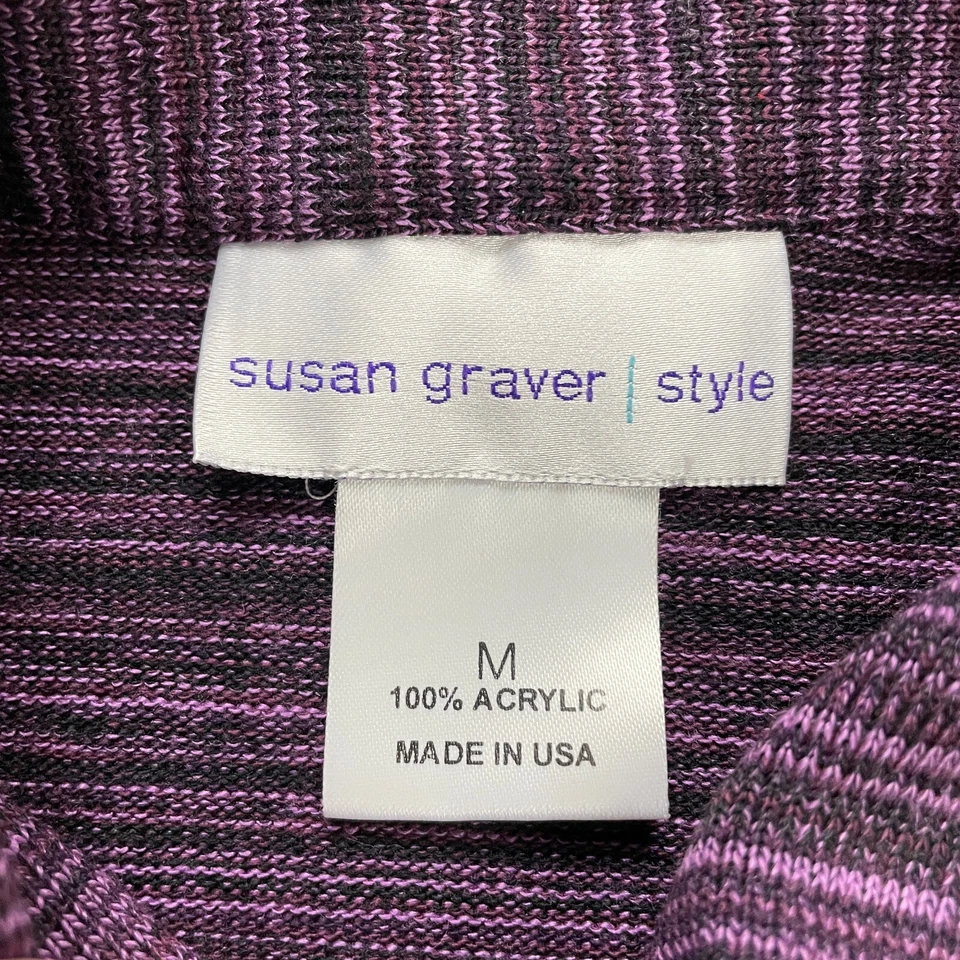 susan graver | style
M
100% ACRYLIC
MADE IN USA